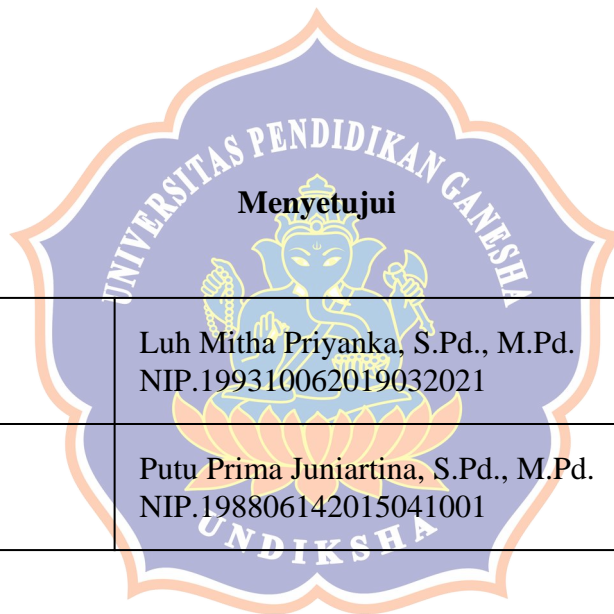 UNIVERSITAS PENDIDIKAN GANESHA
Menyetujui
Luh Mitha Priyanka, S.Pd., M.Pd.
NIP.199310062019032021
Putu Prima Juniartina, S.Pd., M.Pd.
NIP.198806142015041001
UNDIKSHA